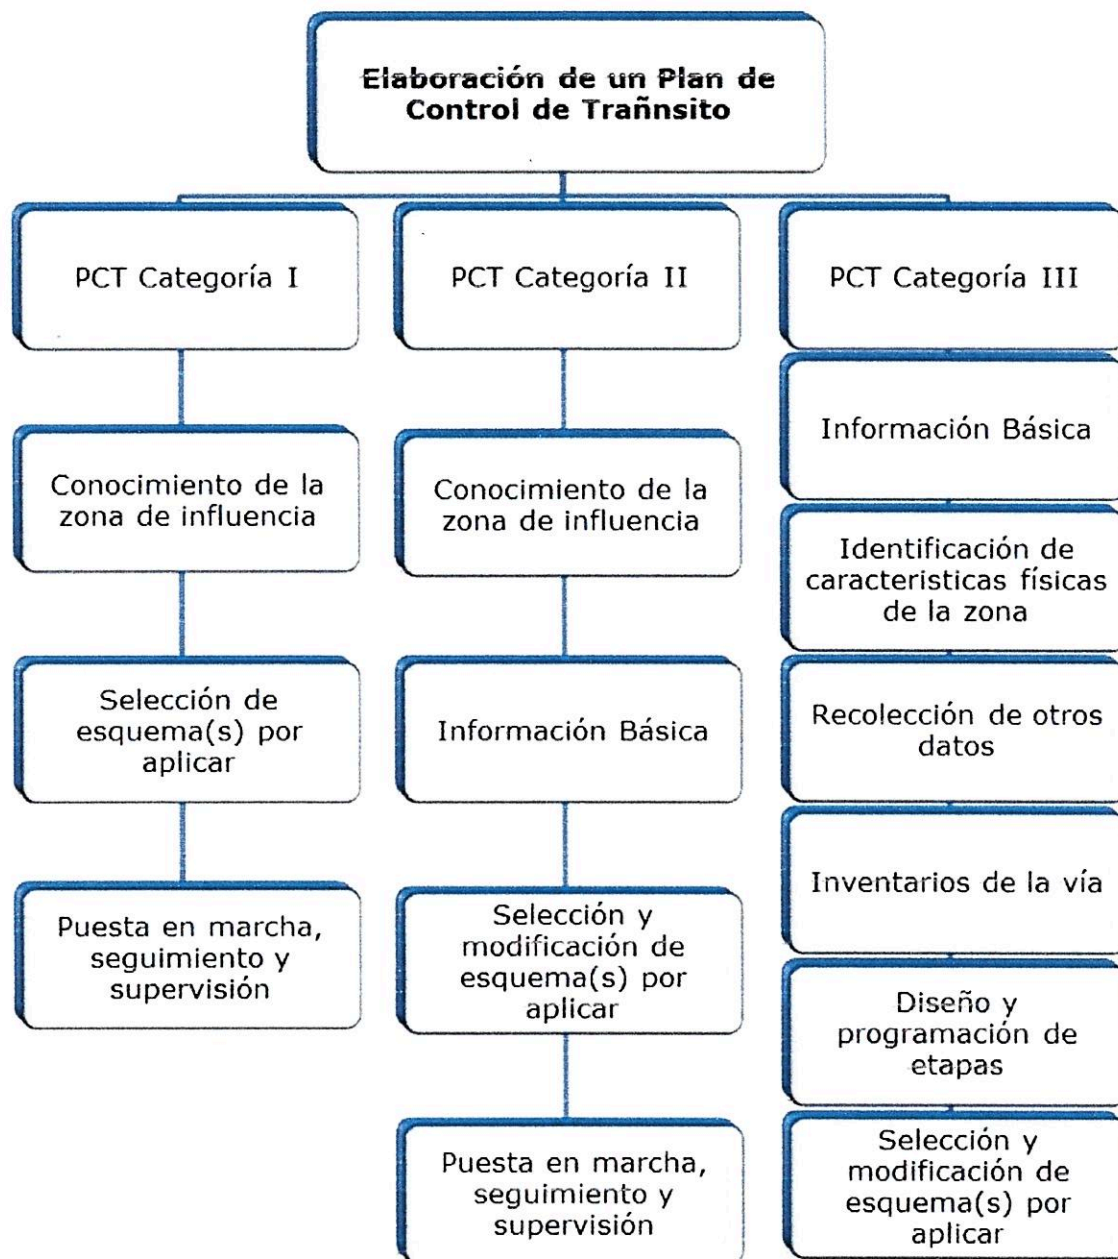 Elaboración de un Plan de
Control de Trañnsito
PCT Categoría I
Conocimiento de la
zona de influencia
Selección de
esquema(s) por
aplicar
Puesta en marcha,
seguimiento y
supervisión
PCT Categoría II
Conocimiento de la
zona de influencia
Información Básica
Selección y
modificación de
esquema(s) por
aplicar
Puesta en marcha,
seguimiento y
supervisión
PCT Categoría III
Información Básica
Identificación de
caracteristicas físicas
de la zona
Recolección de otros
datos
Inventarios de la vía
Diseño y
programación de
etapas
Selección y
modificación de
esquema(s) por
aplicar